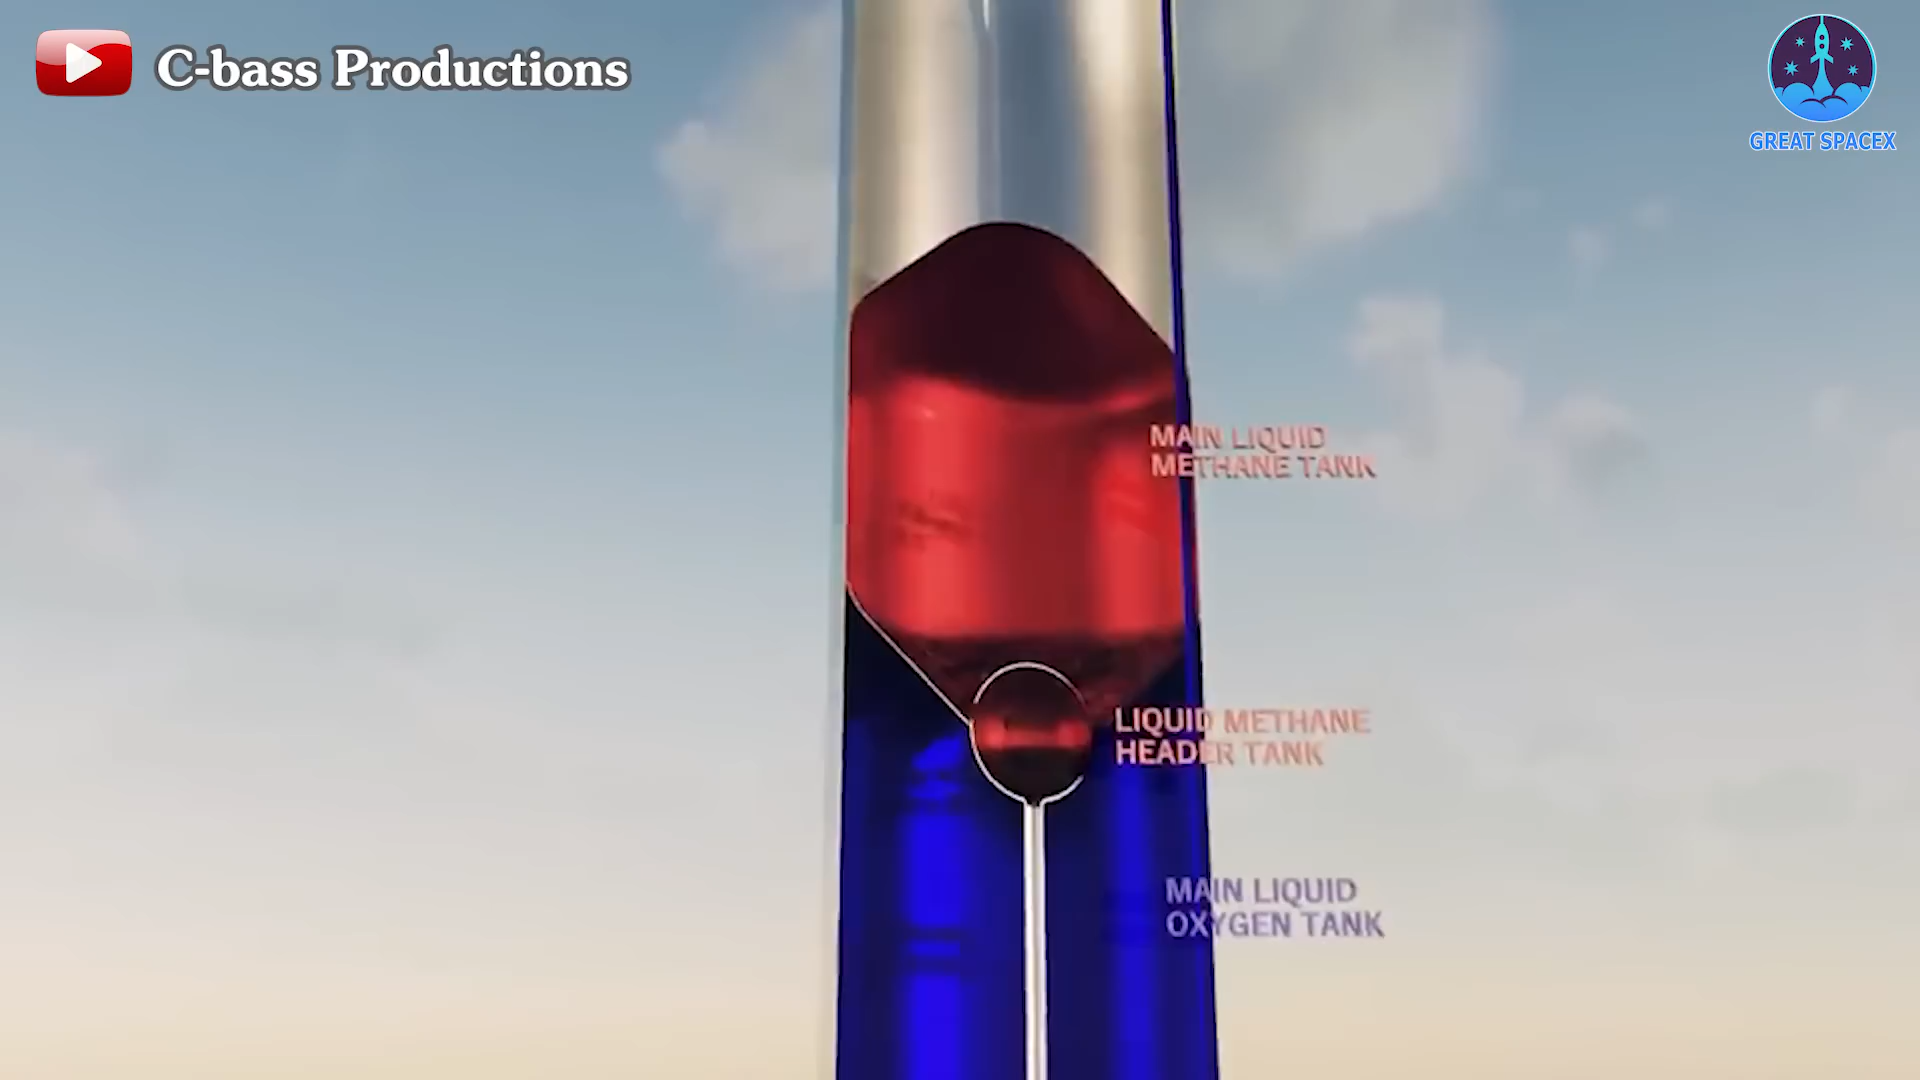 C-bass Productions
GREAT SPACEX
MAIN LIQUID
METHANE TANK
LIQUID METHANE
HEADER TANK
MAIN LIQUID
OXYGEN TANK